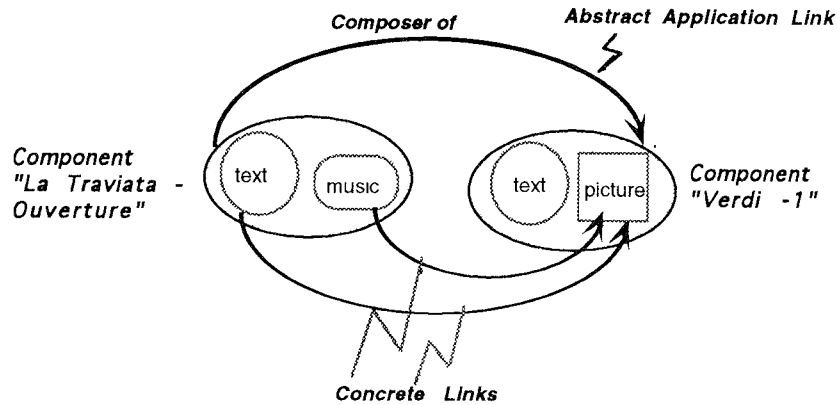 Composer of
Abstract Application Link
Component
"La Traviata -
Ouverture"
text
music
text
picture
Component
"Verdi -1"
Concrete Links